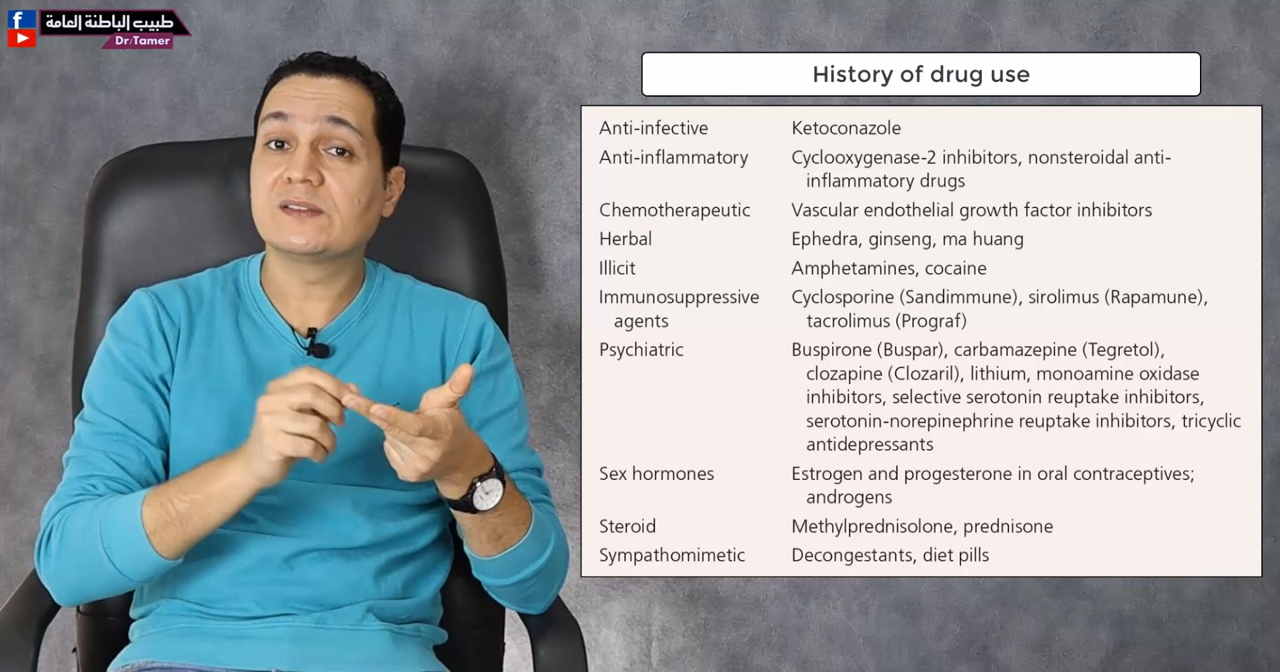 f
طبيب الباطنة العامة
Dr/Tamer
History of drug use
Anti-infective Ketoconazole
Anti-inflammatory Cyclooxygenase-2 inhibitors, nonsteroidal anti-
inflammatory drugs
Chemotherapeutic Vascular endothelial growth factor inhibitors
Herbal Ephedra, ginseng, ma huang
Illicit Amphetamines, cocaine
Immunosuppressive Cyclosporine (Sandimmune), sirolimus (Rapamune),
agents tacrolimus (Prograf)
Psychiatric Buspirone (Buspar), carbamazepine (Tegretol),
clozapine (Clozaril), lithium, monoamine oxidase
inhibitors, selective serotonin reuptake inhibitors,
serotonin-norepinephrine reuptake inhibitors, tricyclic
antidepressants
Sex hormones Estrogen and progesterone in oral contraceptives;
androgens
Steroid Methylprednisolone, prednisone
Sympathomimetic Decongestants, diet pills